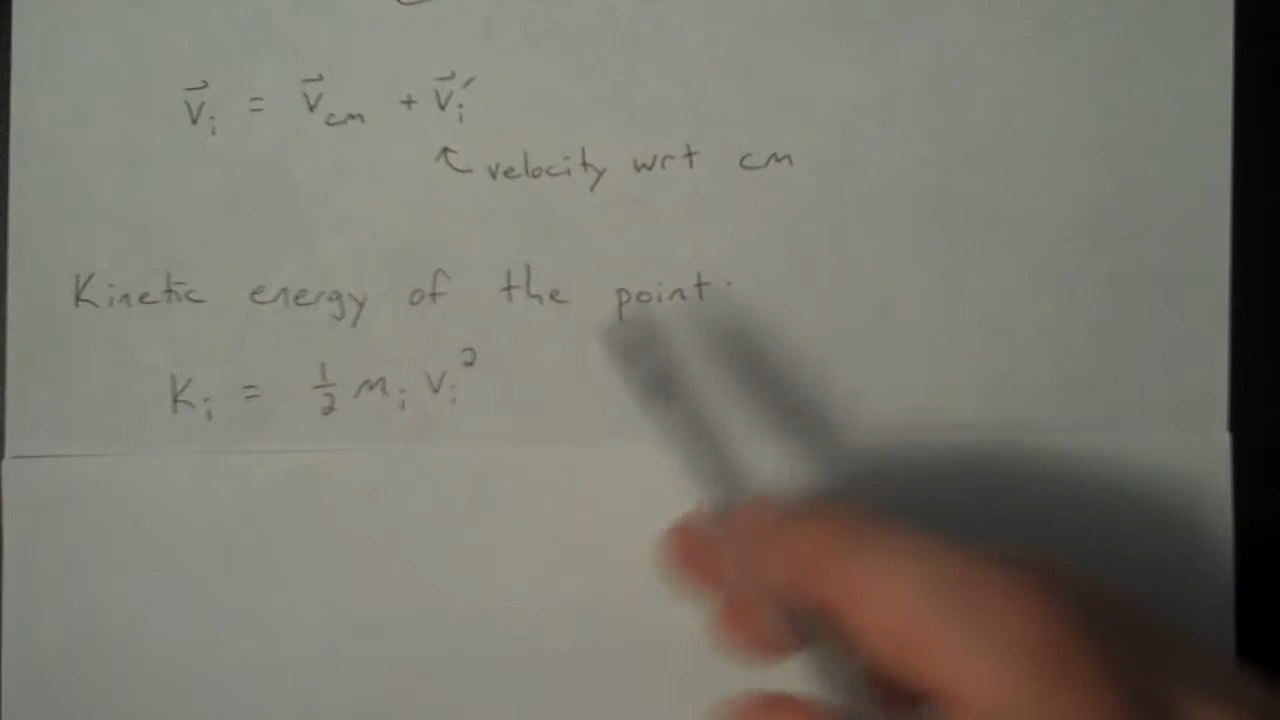 v⃗ᵢ = v⃗cm + v⃗ᵢ′
↖ velocity wrt cm
Kinetic energy of the point:
Kᵢ = ½ mᵢ vᵢ²